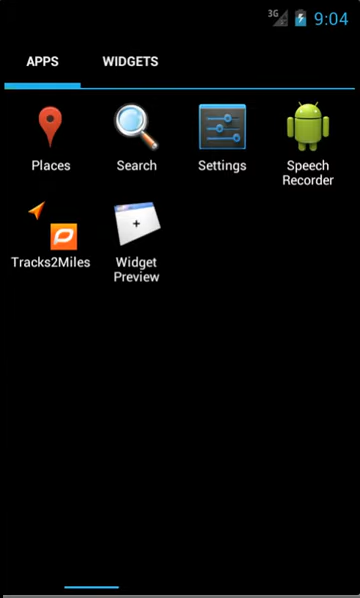 3G 9:04
APPS WIDGETS
Places Search Settings Speech
Recorder
Tracks2Miles Widget
Preview